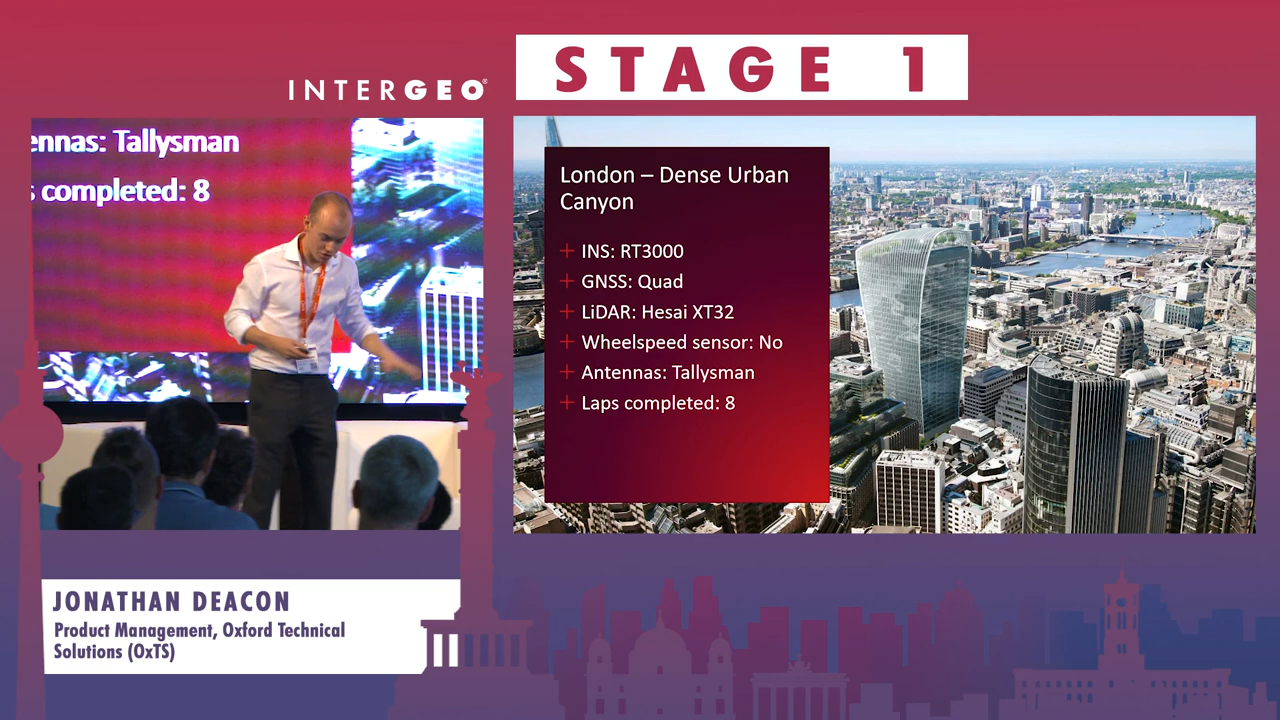 INTERGEO®
STAGE 1
ennas: Tallysman
s completed: 8
London – Dense Urban
Canyon
INS: RT3000
GNSS: Quad
LiDAR: Hesai XT32
Wheelspeed sensor: No
Antennas: Tallysman
Laps completed: 8
JONATHAN DEACON
Product Management, Oxford Technical
Solutions (OxTS)